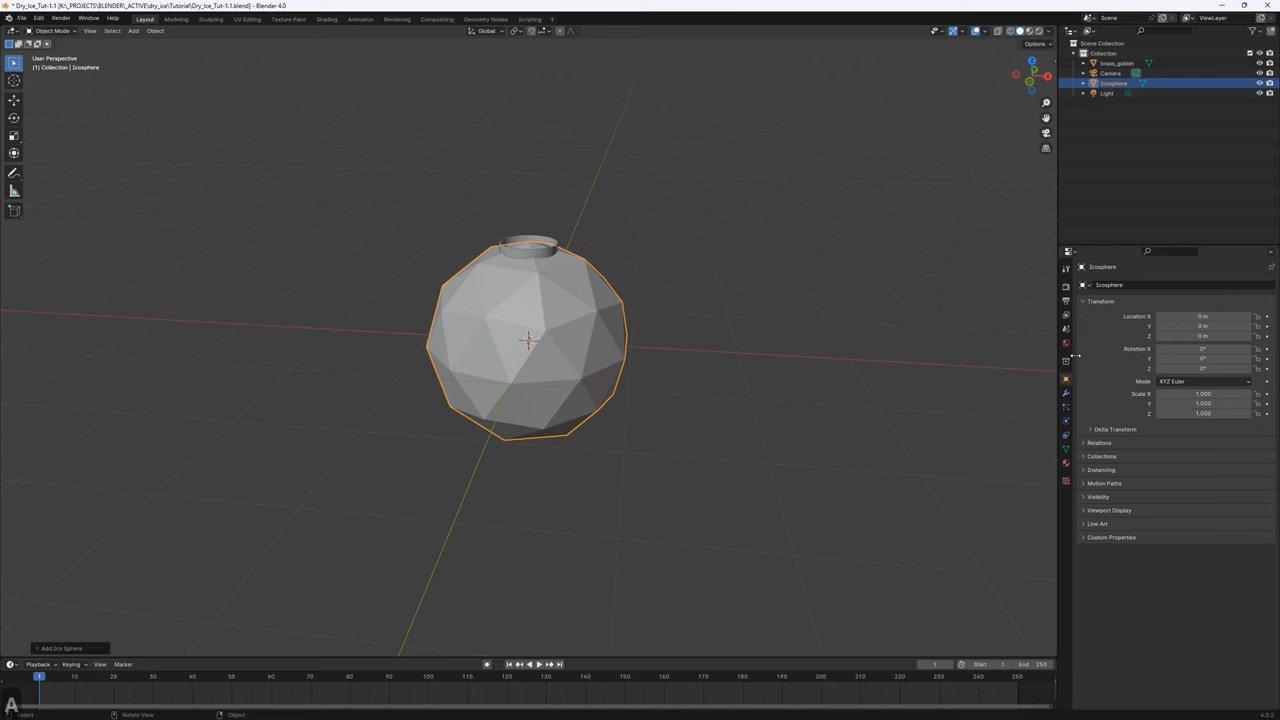 * Dry_Ice_Tut-1.1 [K:\_PROJECTS\BLENDER\_ACTIVE\dry_ice\Tutorial\Dry_Ice_Tut-1.1.blend] - Blender 4.0
File Edit Render Window Help Layout Modeling Sculpting UV Editing Texture Paint Shading Animation Rendering Compositing Geometry Nodes Scripting + Scene ViewLayer
Object Mode View Select Add Object Global
Options
User Perspective
(1) Collection | Icosphere
Z
Y
X
Add Ico Sphere
Scene Collection
Collection
brass_goblet
Camera
Icosphere
Light
Icosphere
Icosphere
Transform
Location X 0 m
Y 0 m
Z 0 m
Rotation X 0°
Y 0°
Z 0°
Mode XYZ Euler
Scale X 1.000
Y 1.000
Z 1.000
Delta Transform
Relations
Collections
Instancing
Motion Paths
Visibility
Viewport Display
Line Art
Custom Properties
Playback Keying View Marker 1 Start 1 End 250
1 10 20 30 40 50 60 70 80 90 100 110 120 130 140 150 160 170 180 190 200 210 220 230 240 250
A
Select Rotate View Object 4.0.2